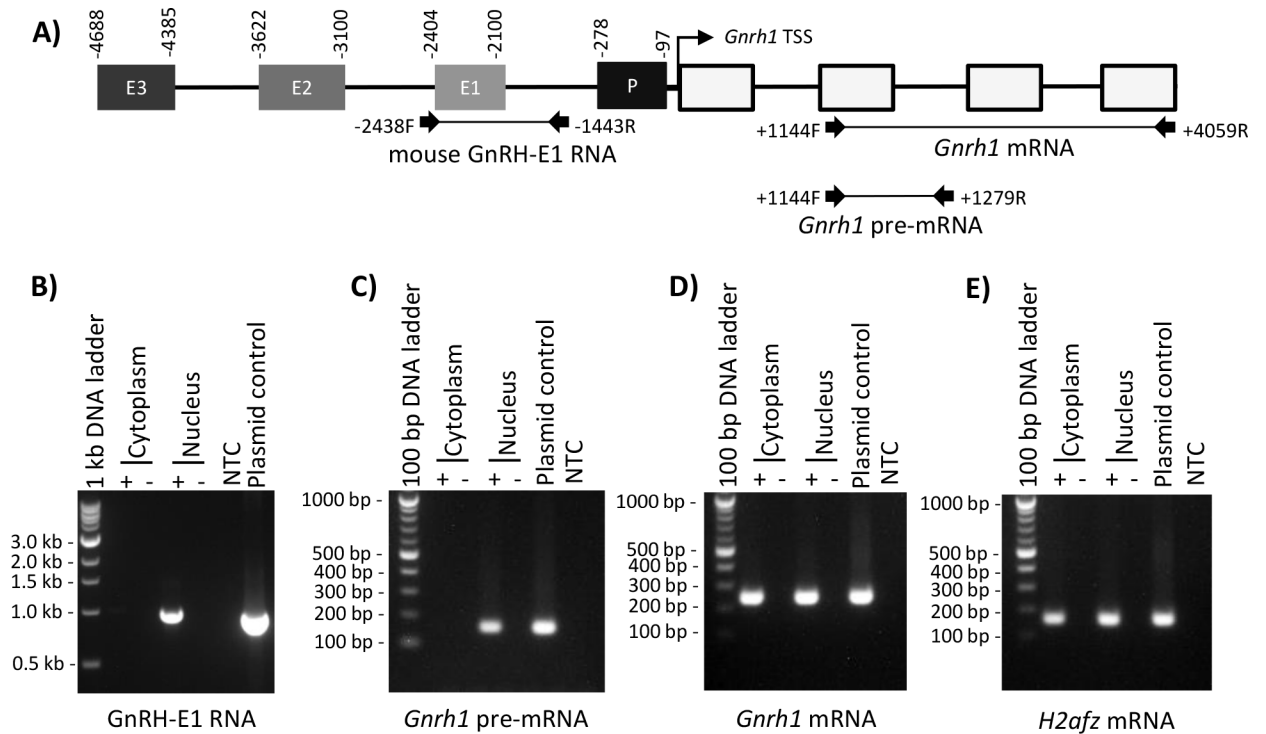 A)
-4688
-4385
-3622
-3100
-2404
-2100
-278
-97
Gnrh1 TSS
E3
E2
E1
P
-2438F
-1443R
mouse GnRH-E1 RNA
+1144F
+4059R
Gnrh1 mRNA
+1144F
+1279R
Gnrh1 pre-mRNA
B)
1 kb DNA ladder
Cytoplasm
Nucleus
NTC
Plasmid control
+ - + -
3.0 kb -
2.0 kb -
1.5 kb -
1.0 kb -
0.5 kb -
GnRH-E1 RNA
C)
100 bp DNA ladder
Cytoplasm
Nucleus
Plasmid control
NTC
+ - + -
1000 bp -
500 bp -
400 bp -
300 bp -
200 bp -
100 bp -
Gnrh1 pre-mRNA
D)
100 bp DNA ladder
Cytoplasm
Nucleus
Plasmid control
NTC
+ - + -
1000 bp -
500 bp -
400 bp -
300 bp -
200 bp -
100 bp -
Gnrh1 mRNA
E)
100 bp DNA ladder
Cytoplasm
Nucleus
Plasmid control
NTC
+ - + -
1000 bp -
500 bp -
400 bp -
300 bp -
200 bp -
100 bp -
H2afz mRNA